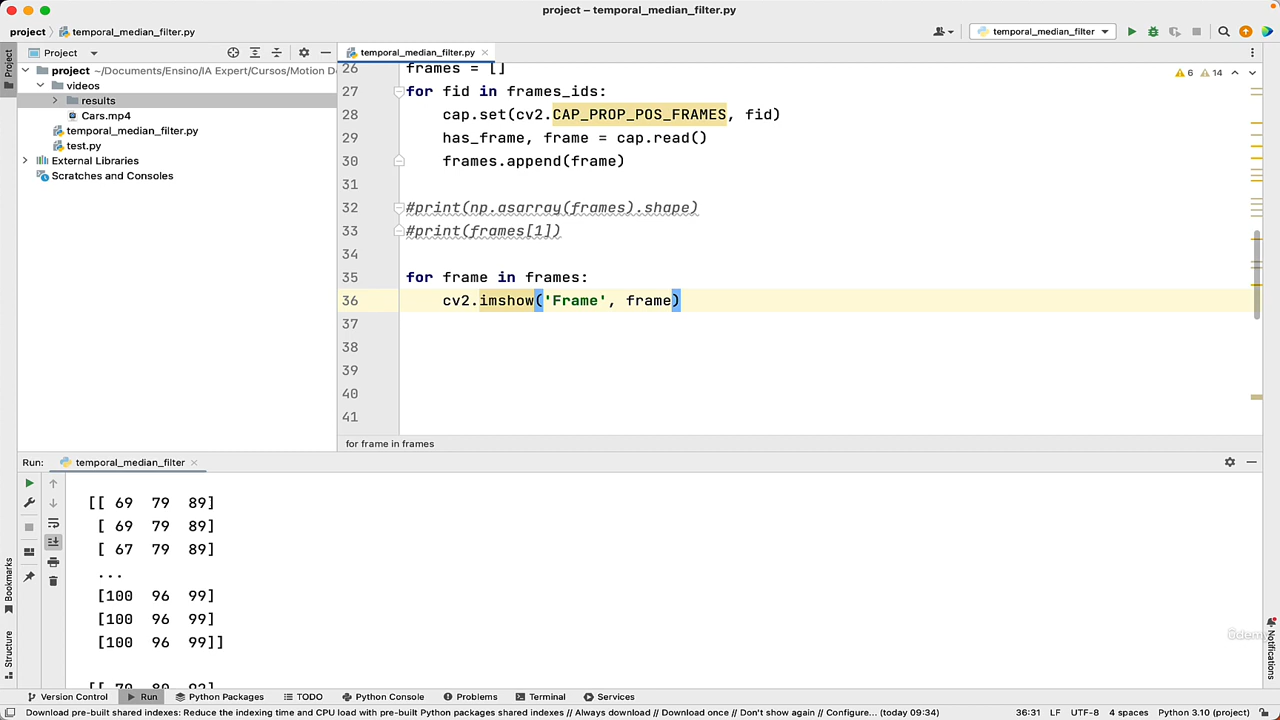 project – temporal_median_filter.py
project
temporal_median_filter.py
temporal_median_filter
Project
Project
temporal_median_filter.py
project ~/Documents/Ensino/IA Expert/Cursos/Motion D
videos
results
Cars.mp4
temporal_median_filter.py
test.py
External Libraries
Scratches and Consoles
6 14
26 frames = []
27 for fid in frames_ids:
28 cap.set(cv2.CAP_PROP_POS_FRAMES, fid)
29 has_frame, frame = cap.read()
30 frames.append(frame)
31
32 #print(np.asarray(frames).shape)
33 #print(frames[1])
34
35 for frame in frames:
36 cv2.imshow('Frame', frame)
37
38
39
40
41
for frame in frames
Run:
temporal_median_filter
[[ 69 79 89]
[ 69 79 89]
[ 67 79 89]
...
[100 96 99]
[100 96 99]
[100 96 99]]
Bookmarks
Structure
Notifications
Version Control
Run
Python Packages
TODO
Python Console
Problems
Terminal
Services
Download pre-built shared indexes: Reduce the indexing time and CPU load with pre-built Python packages shared indexes // Always download // Download once // Don't show again // Configure... (today 09:34)
36:31 LF UTF-8 4 spaces Python 3.10 (project)